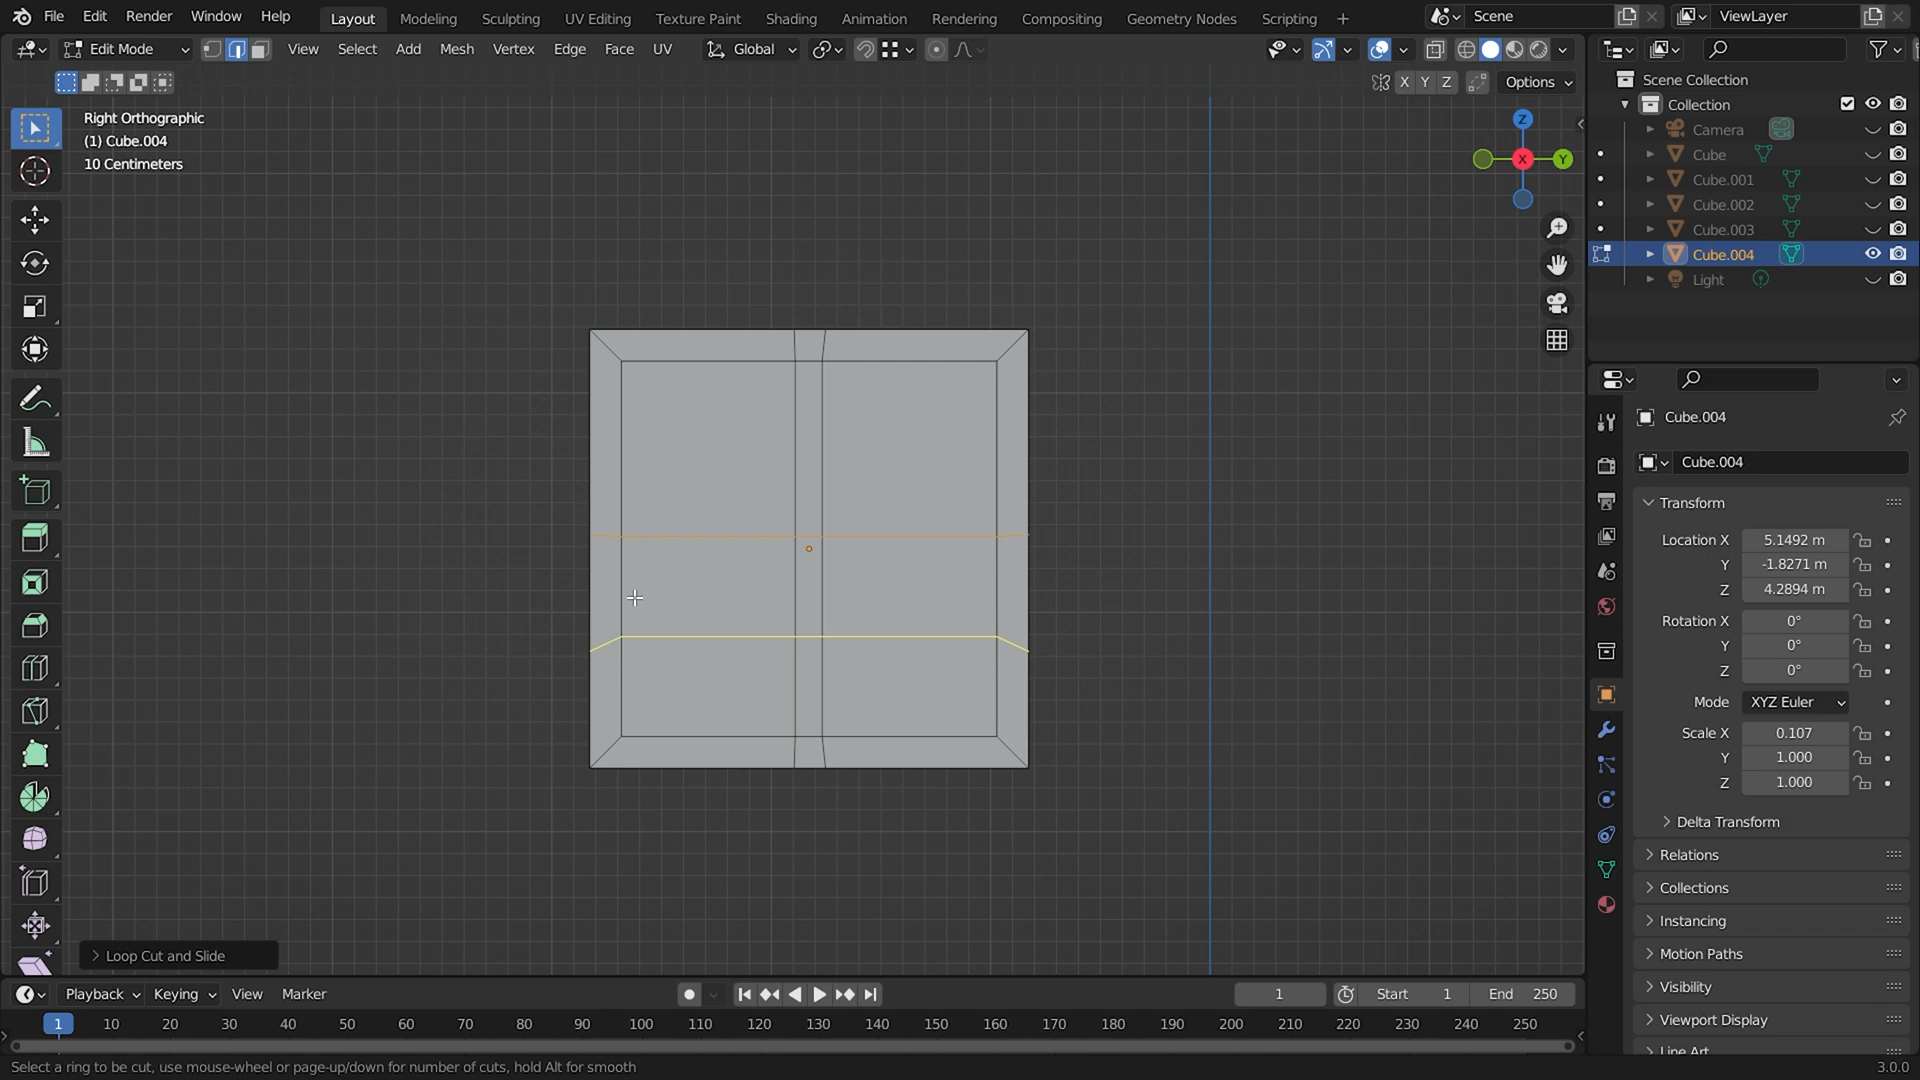 File Edit Render Window Help Layout Modeling Sculpting UV Editing Texture Paint Shading Animation Rendering Compositing Geometry Nodes Scripting + Scene ViewLayer
Edit Mode View Select Add Mesh Vertex Edge Face UV Global
X Y Z Options
Right Orthographic
(1) Cube.004
10 Centimeters
Z
X
Y
Scene Collection
Collection
Camera
Cube
Cube.001
Cube.002
Cube.003
Cube.004
Light
Cube.004
Cube.004
Transform
Location X 5.1492 m
Y -1.8271 m
Z 4.2894 m
Rotation X 0°
Y 0°
Z 0°
Mode XYZ Euler
Scale X 0.107
Y 1.000
Z 1.000
Delta Transform
Relations
Collections
Instancing
Motion Paths
Visibility
Viewport Display
Line Art
Loop Cut and Slide
Playback Keying View Marker 1 Start 1 End 250
1 10 20 30 40 50 60 70 80 90 100 110 120 130 140 150 160 170 180 190 200 210 220 230 240 250
Select a ring to be cut, use mouse-wheel or page-up/down for number of cuts, hold Alt for smooth 3.0.0